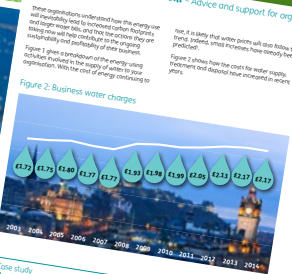 – Advice and support for org
these organisations understand how this energy use
will inevitably lead to increased carbon footprints
and larger water bills, and that the actions they are
taking now will help contribute to the ongoing
sustainability and profitability of their business.
Figure 1 gives a breakdown of the energy-using
activities involved in the supply of water to your
organisation. With the cost of energy continuing to
rise, it is likely that water prices will also follow
trend. Indeed, small increases have already
predicted
Figure 2 shows how the costs for water supply,
treatment and disposal have increased in recent
years.
Figure 2: Business water charges
£1.72 £1.75 £1.80 £1.77 £1.77 £1.93 £1.98 £1.99 £2.05 £2.13 £2.17 £2.17
2003 2004 2005 2006 2007 2008 2009 2010 2011 2012 2013 2014
Case study